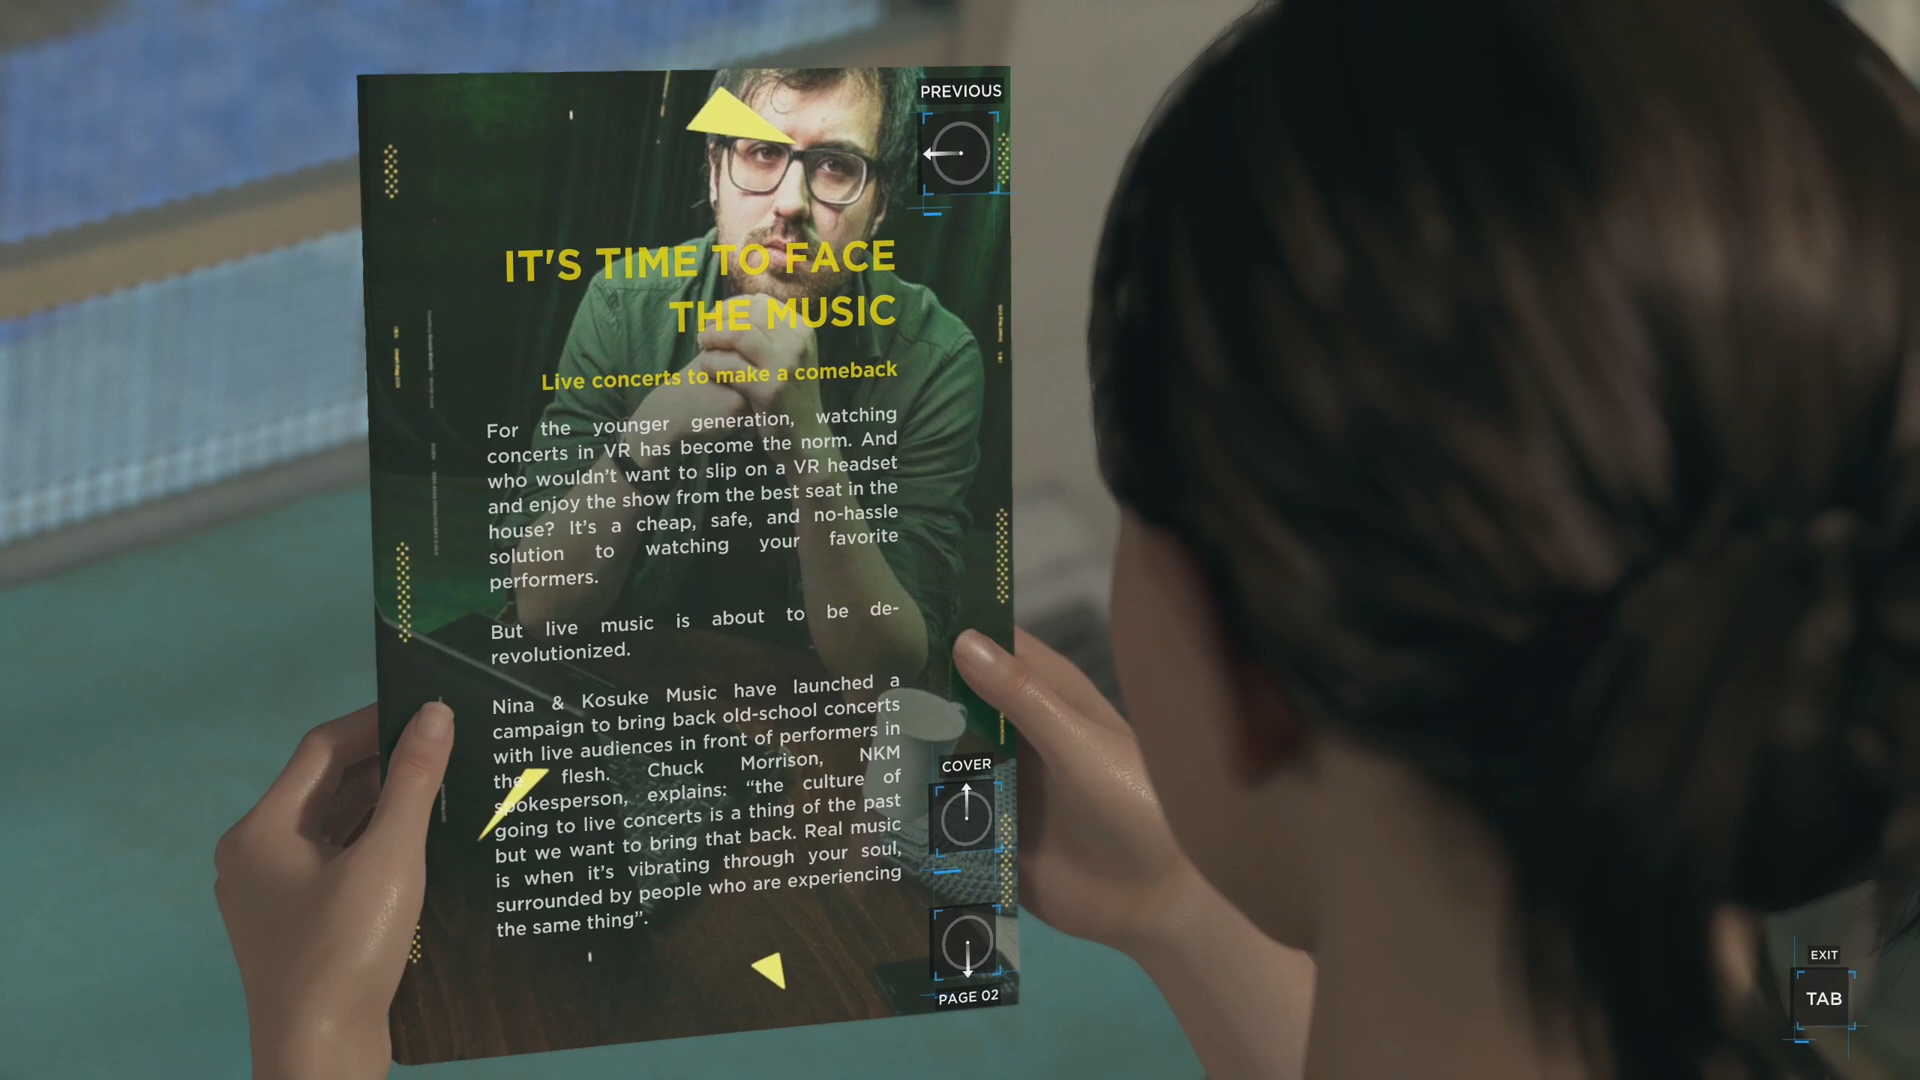 PREVIOUS
IT'S TIME TO FACE
THE MUSIC
Live concerts to make a comeback
For the younger generation, watching
concerts in VR has become the norm. And
who wouldn't want to slip on a VR headset
and enjoy the show from the best seat in the
house? It's a cheap, safe, and no-hassle
solution to watching your favorite
performers.
But live music is about to be de-
revolutionized.
Nina & Kosuke Music have launched a
campaign to bring back old-school concerts
with live audiences in front of performers in
the flesh. Chuck Morrison, NKM
spokesperson, explains: “the culture of
going to live concerts is a thing of the past
but we want to bring that back. Real music
is when it's vibrating through your soul,
surrounded by people who are experiencing
the same thing”.
COVER
PAGE 02
EXIT
TAB